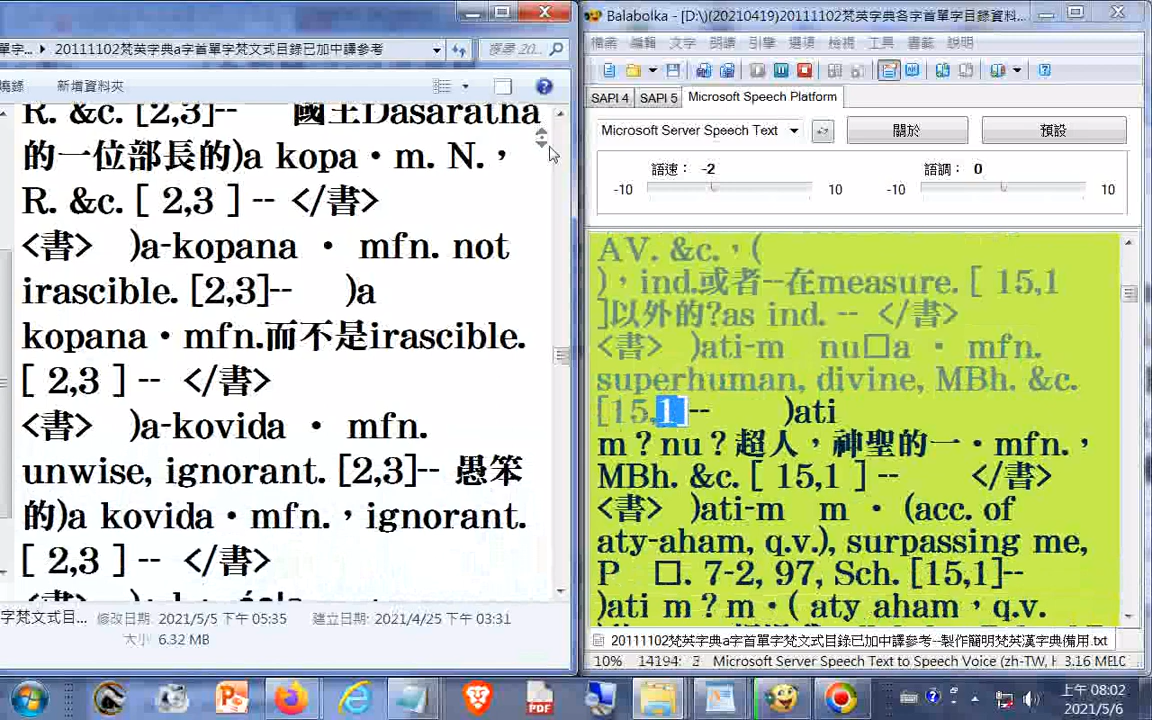 單字... ▸ 20111102梵英字典a字首單字梵文式目錄已加中譯參考
搜尋 20...
燒錄 新增資料夾
R. &c. [2,3]-- 國王Dasaratha
的一位部長的)a kopa・m. N.，
R. &c. [ 2,3 ] -- </書>
<書> )a-kopana ・ mfn. not
irascible. [2,3]-- )a
kopana・mfn.而不是irascible.
[ 2,3 ] -- </書>
<書> )a-kovida ・ mfn.
unwise, ignorant. [2,3]-- 愚笨
的)a kovida・mfn.，ignorant.
[ 2,3 ] -- </書>
字梵文式目... 修改日期: 2021/5/5 下午 05:35 建立日期: 2021/4/25 下午 03:31
大小: 6.32 MB
Balabolka - [D:\)(20210419)20111102梵英字典各字首單字目錄資料...
檔案 編輯 文字 朗讀 引擎 選項 檢視 工具 書籤 說明
SAPI 4 SAPI 5 Microsoft Speech Platform
Microsoft Server Speech Text 關於 預設
語速： -2 語調： 0
-10 10 -10 10
AV. &c.，(
)，ind.或者--在measure. [ 15,1
]以外的?as ind. -- </書>
<書> )ati-m nu□a ・ mfn.
superhuman, divine, MBh. &c.
[15,1]-- )ati
m？nu？超人，神聖的一・mfn.，
MBh. &c. [ 15,1 ] -- </書>
<書> )ati-m m ・ (acc. of
aty-aham, q.v.), surpassing me,
P □. 7-2, 97, Sch. [15,1]--
)ati m？m・( aty aham，q.v.
20111102梵英字典a字首單字梵文式目錄已加中譯參考--製作簡明梵英漢字典備用.txt
10% 14194: 3 Microsoft Server Speech Text to Speech Voice (zh-TW, H 3.16 MELC
上午 08:02
2021/5/6